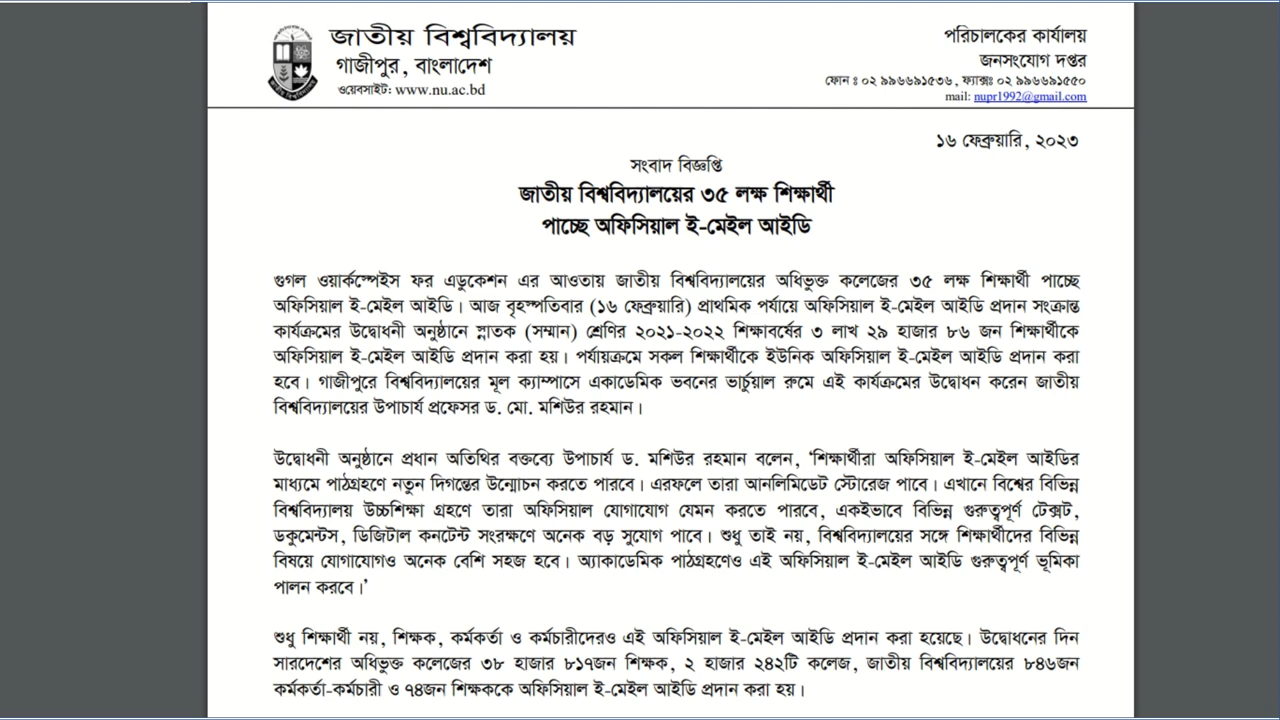 জাতীয় বিশ্ববিদ্যালয়
গাজীপুর, বাংলাদেশ
ওয়েবসাইট: www.nu.ac.bd
পরিচালকের কার্যালয়
জনসংযোগ দপ্তর
ফোন ঃ ০২ ৯৯৬৬৯১৫৩৬, ফ্যাক্সঃ ০২ ৯৯৬৬৯১৫৫০
mail: nupr1992@gmail.com
১৬ ফেব্রুয়ারি, ২০২৩
সংবাদ বিজ্ঞপ্তি
জাতীয় বিশ্ববিদ্যালয়ের ৩৫ লক্ষ শিক্ষার্থী
পাচ্ছে অফিসিয়াল ই-মেইল আইডি
গুগল ওয়ার্কস্পেইস ফর এডুকেশন এর আওতায় জাতীয় বিশ্ববিদ্যালয়ের অধিভুক্ত কলেজের ৩৫ লক্ষ শিক্ষার্থী পাচ্ছে
অফিসিয়াল ই-মেইল আইডি। আজ বৃহস্পতিবার (১৬ ফেব্রুয়ারি) প্রাথমিক পর্যায়ে অফিসিয়াল ই-মেইল আইডি প্রদান সংক্রান্ত
কার্যক্রমের উদ্বোধনী অনুষ্ঠানে স্নাতক (সম্মান) শ্রেণির ২০২১-২০২২ শিক্ষাবর্ষের ৩ লাখ ২৯ হাজার ৮৬ জন শিক্ষার্থীকে
অফিসিয়াল ই-মেইল আইডি প্রদান করা হয়। পর্যায়ক্রমে সকল শিক্ষার্থীকে ইউনিক অফিসিয়াল ই-মেইল আইডি প্রদান করা
হবে। গাজীপুরে বিশ্ববিদ্যালয়ের মূল ক্যাম্পাসে একাডেমিক ভবনের ভার্চুয়াল রুমে এই কার্যক্রমের উদ্বোধন করেন জাতীয়
বিশ্ববিদ্যালয়ের উপাচার্য প্রফেসর ড. মো. মশিউর রহমান।
উদ্বোধনী অনুষ্ঠানে প্রধান অতিথির বক্তব্যে উপাচার্য ড. মশিউর রহমান বলেন, ‘শিক্ষার্থীরা অফিসিয়াল ই-মেইল আইডির
মাধ্যমে পাঠগ্রহণে নতুন দিগন্তের উন্মোচন করতে পারবে। এরফলে তারা আনলিমিডেট স্টোরেজ পাবে। এখানে বিশ্বের বিভিন্ন
বিশ্ববিদ্যালয় উচ্চশিক্ষা গ্রহণে তারা অফিসিয়াল যোগাযোগ যেমন করতে পারবে, একইভাবে বিভিন্ন গুরুত্বপূর্ণ টেক্সট,
ডকুমেন্টস, ডিজিটাল কনটেন্ট সংরক্ষণে অনেক বড় সুযোগ পাবে। শুধু তাই নয়, বিশ্ববিদ্যালয়ের সঙ্গে শিক্ষার্থীদের বিভিন্ন
বিষয়ে যোগাযোগও অনেক বেশি সহজ হবে। অ্যাকাডেমিক পাঠগ্রহণেও এই অফিসিয়াল ই-মেইল আইডি গুরুত্বপূর্ণ ভূমিকা
পালন করবে।’
শুধু শিক্ষার্থী নয়, শিক্ষক, কর্মকর্তা ও কর্মচারীদেরও এই অফিসিয়াল ই-মেইল আইডি প্রদান করা হয়েছে। উদ্বোধনের দিন
সারদেশের অধিভুক্ত কলেজের ৩৮ হাজার ৮১৭জন শিক্ষক, ২ হাজার ২৪২টি কলেজ, জাতীয় বিশ্ববিদ্যালয়ের ৮৪৬জন
কর্মকর্তা-কর্মচারী ও ৭৪জন শিক্ষককে অফিসিয়াল ই-মেইল আইডি প্রদান করা হয়।